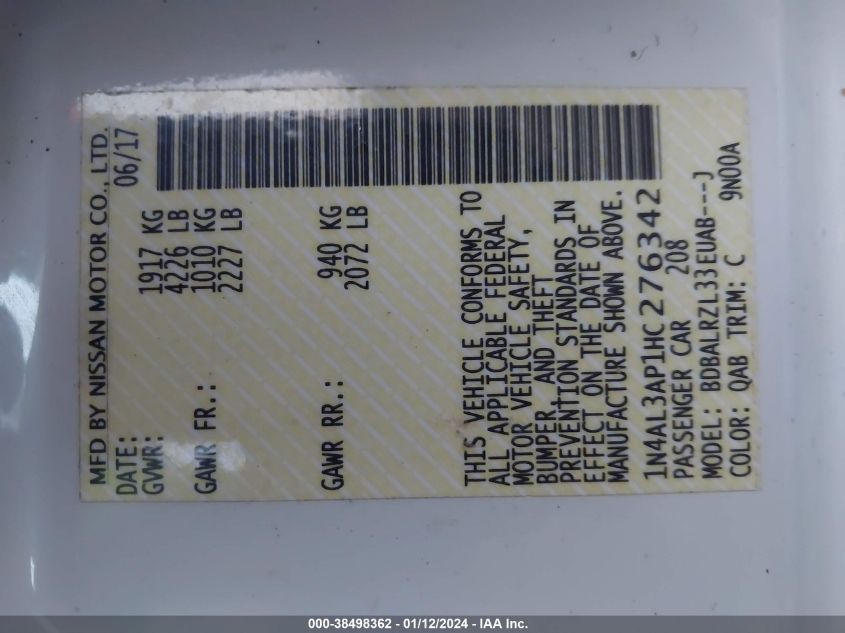 MFD BY NISSAN MOTOR CO., LTD.
DATE: 06/17
GVWR: 1917 KG
4226 LB
GAWR FR.: 1010 KG
2227 LB
GAWR RR.: 940 KG
2072 LB
THIS VEHICLE CONFORMS TO
ALL APPLICABLE FEDERAL
MOTOR VEHICLE SAFETY,
BUMPER, AND THEFT
PREVENTION STANDARDS IN
EFFECT ON THE DATE OF
MANUFACTURE SHOWN ABOVE.
1N4AL3AP1HC276342
PASSENGER CAR 208
MODEL: BDBALRZL33EUAB---J
COLOR: QAB TRIM: C 9N00A
000-38498362 - 01/12/2024 - IAA Inc.